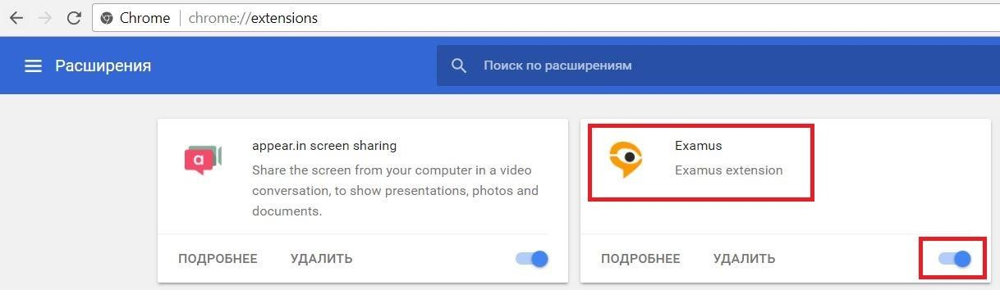 Chrome chrome://extensions
Расширения Поиск по расширениям
appear.in screen sharing
Share the screen from your computer in a video
conversation, to show presentations, photos and
documents.
ПОДРОБНЕЕ УДАЛИТЬ
Examus
Examus extension
ПОДРОБНЕЕ УДАЛИТЬ